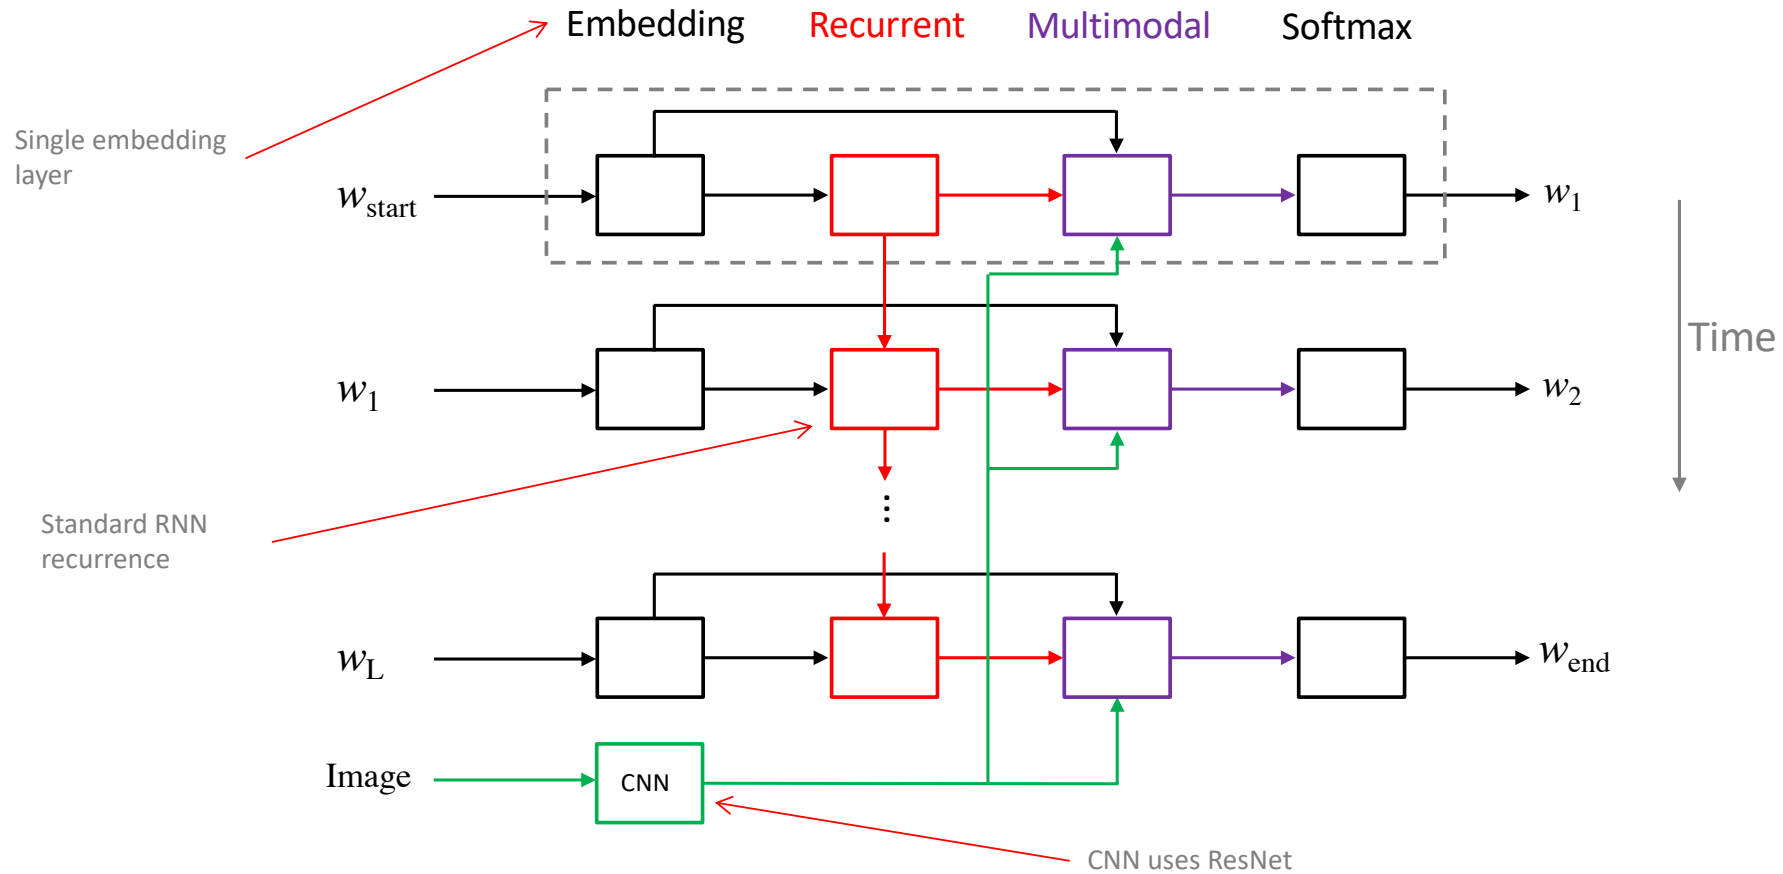 Embedding Recurrent Multimodal Softmax
Single embedding
layer
w_start
w_1
w_1
w_2
Time
Standard RNN
recurrence
⋮
w_L
w_end
Image
CNN
CNN uses ResNet